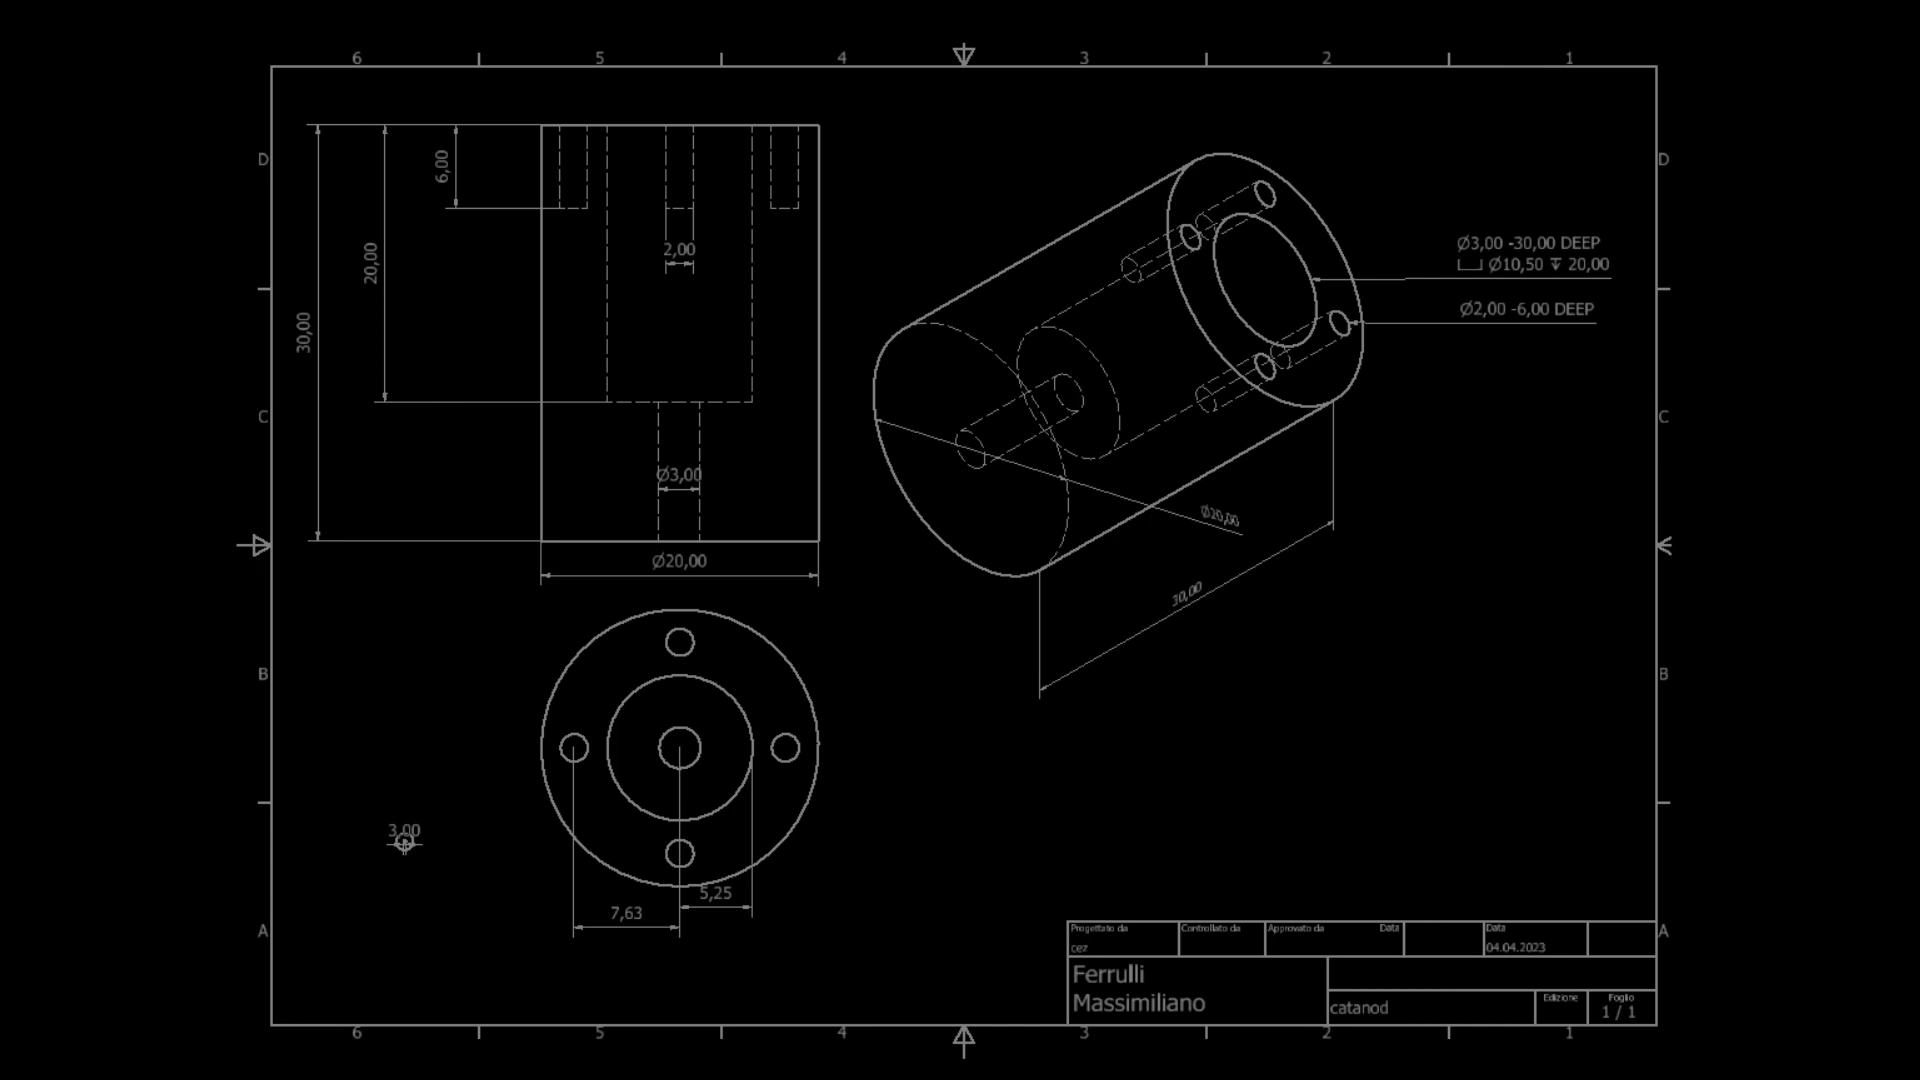 6 5 4 3 2 1
D D
6,00
20,00
2,00
30,00
Ø3,00
Ø20,00
Ø3,00 -30,00 DEEP
⌴ Ø10,50 ↧ 20,00
Ø2,00 -6,00 DEEP
C C
Ø20,00
30,00
B B
3,00
5,25
7,63
A A
Progettato da Controllato da Approvato da Data Data
cez 04.04.2023
Ferrulli
Massimiliano
catanod
Edizione Foglio
1 / 1
6 5 4 3 2 1